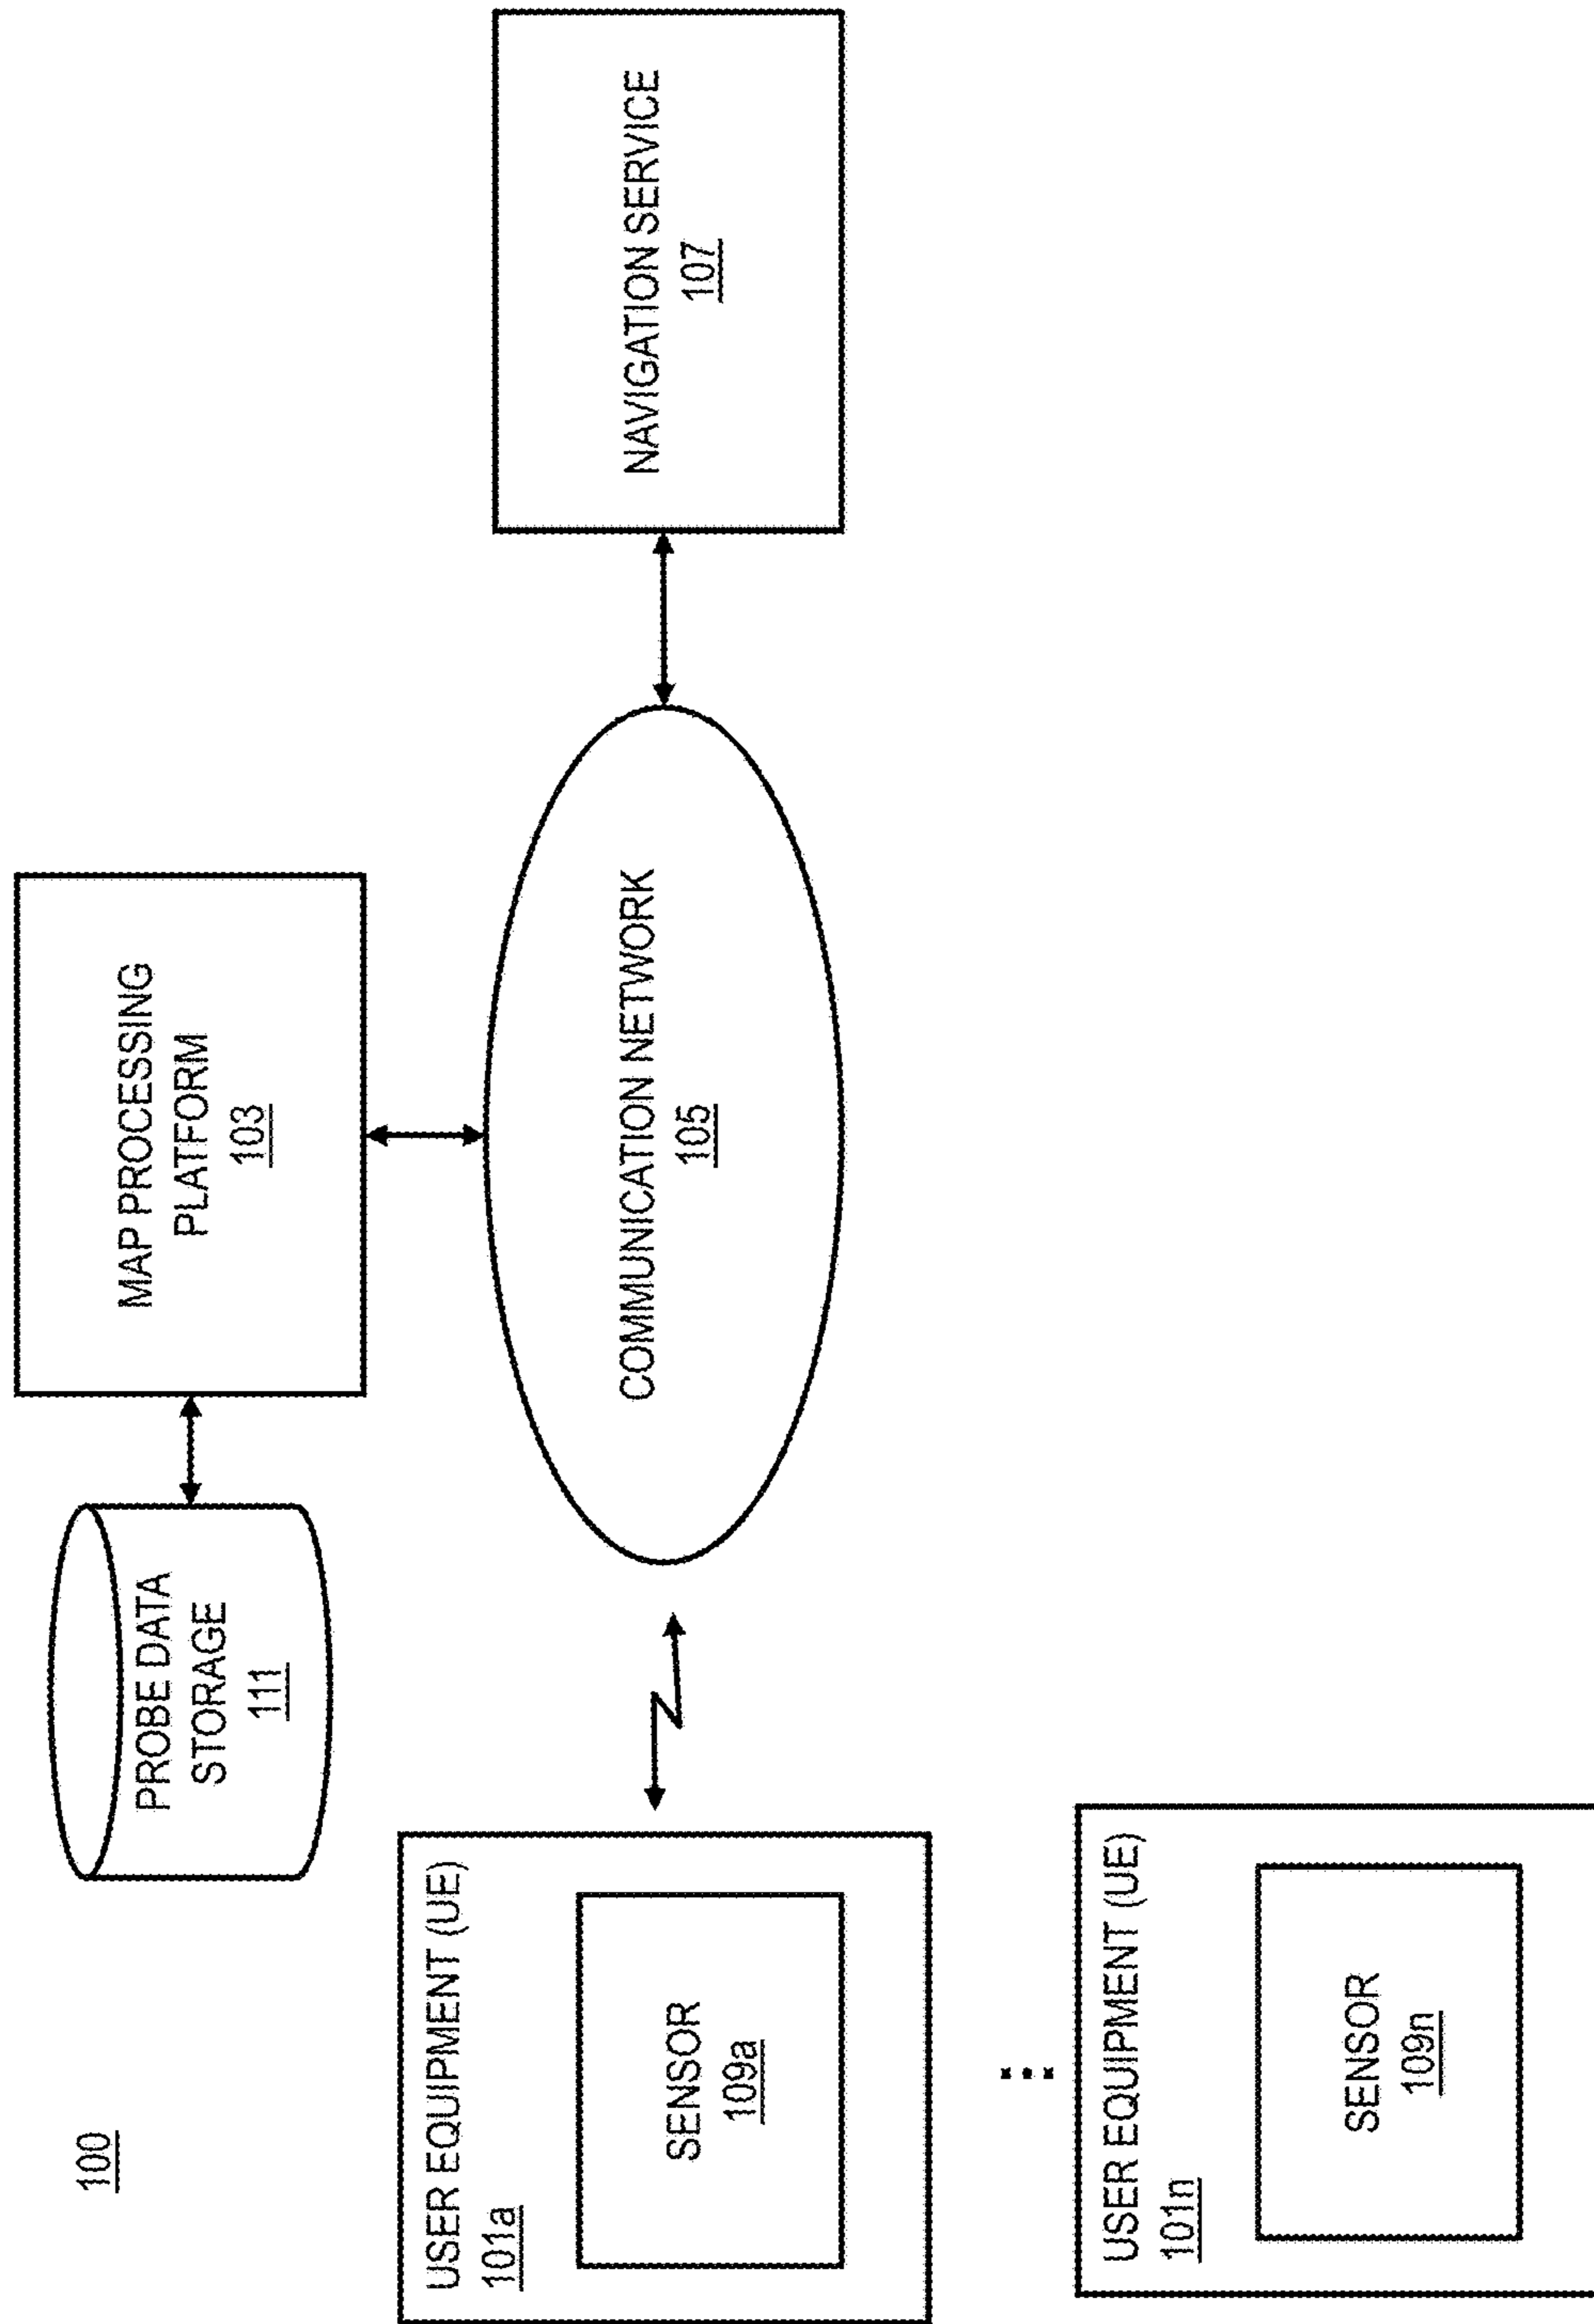 100
PROBE DATA
STORAGE
111
MAP PROCESSING
PLATFORM
103
USER EQUIPMENT (UE)
101a
SENSOR
109a
COMMUNICATION NETWORK
105
NAVIGATION SERVICE
107
USER EQUIPMENT (UE)
101n
SENSOR
109n